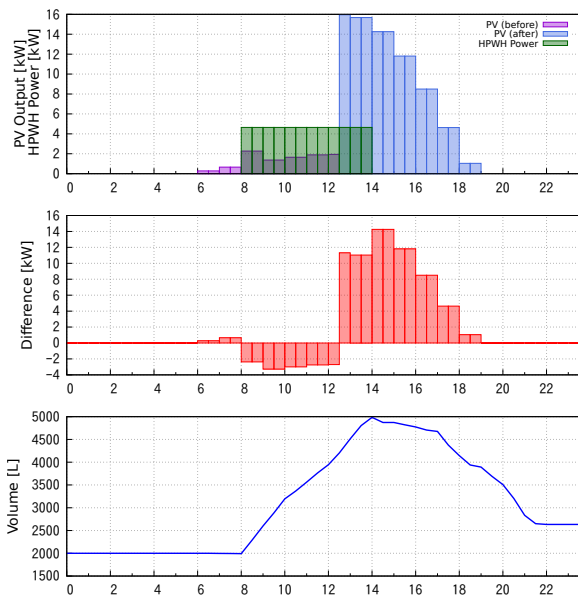 PV Output [kW]
HPWH Power [kW]
16
14
12
10
8
6
4
2
0
PV (before)
PV (after)
HPWH Power
0 2 4 6 8 10 12 14 16 18 20 22
Difference [kW]
16
14
12
10
8
6
4
2
0
−2
−4
0 2 4 6 8 10 12 14 16 18 20 22
Volume [L]
5000
4500
4000
3500
3000
2500
2000
1500
0 2 4 6 8 10 12 14 16 18 20 22